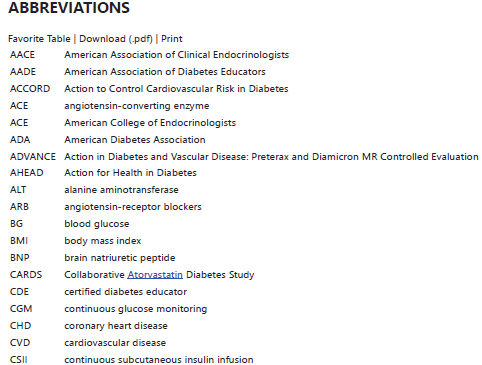 ABBREVIATIONS
Favorite Table | Download (.pdf) | Print
AACE American Association of Clinical Endocrinologists
AADE American Association of Diabetes Educators
ACCORD Action to Control Cardiovascular Risk in Diabetes
ACE angiotensin-converting enzyme
ACE American College of Endocrinologists
ADA American Diabetes Association
ADVANCE Action in Diabetes and Vascular Disease: Preterax and Diamicron MR Controlled Evaluation
AHEAD Action for Health in Diabetes
ALT alanine aminotransferase
ARB angiotensin-receptor blockers
BG blood glucose
BMI body mass index
BNP brain natriuretic peptide
CARDS Collaborative Atorvastatin Diabetes Study
CDE certified diabetes educator
CGM continuous glucose monitoring
CHD coronary heart disease
CVD cardiovascular disease
CSII continuous subcutaneous insulin infusion